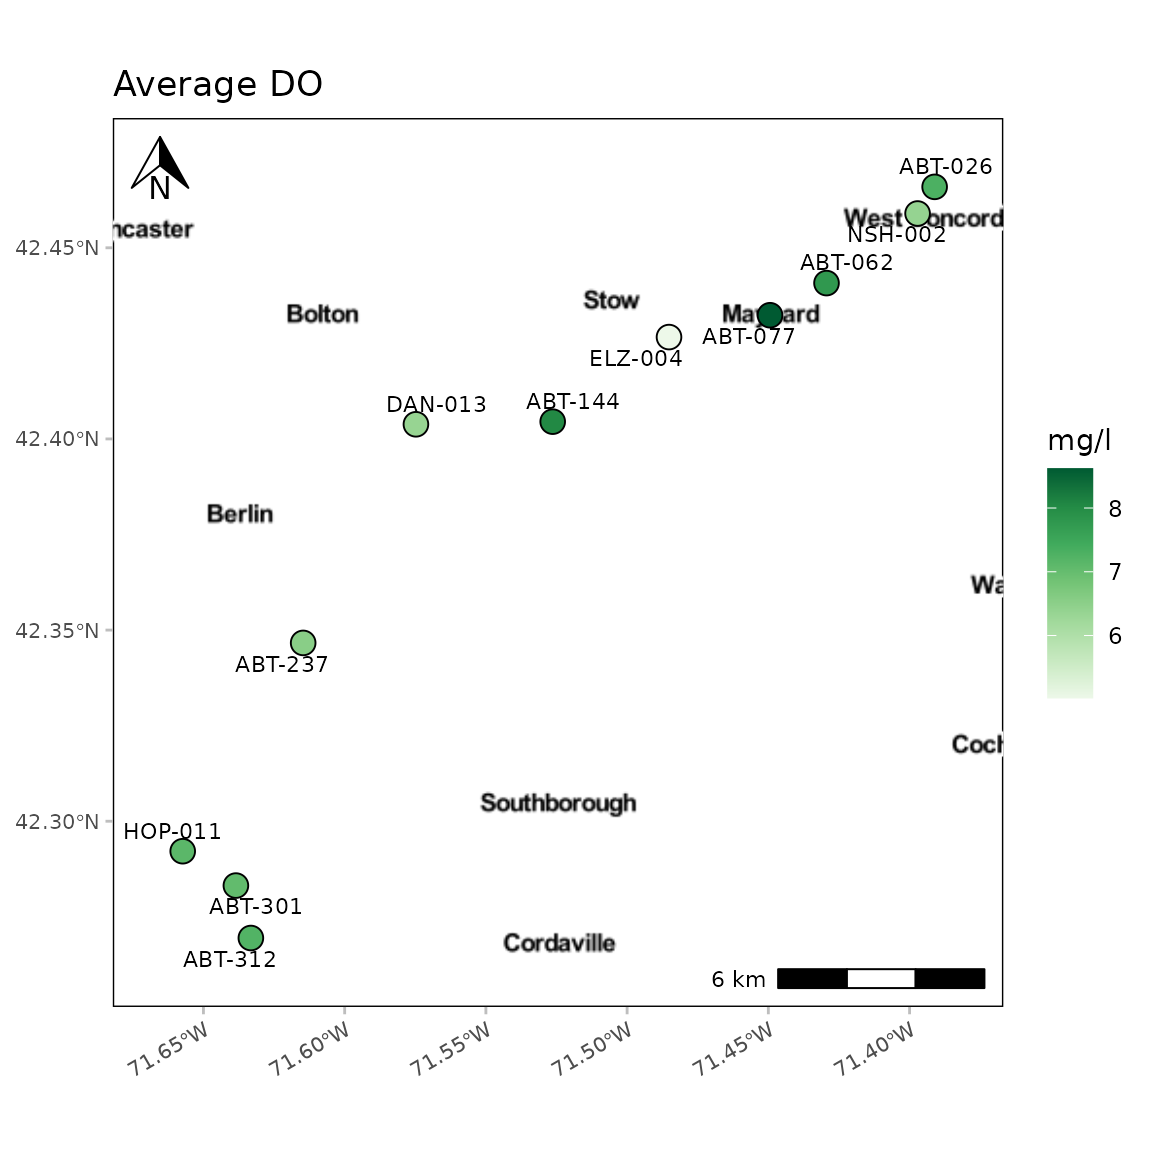 Average DO
N
ABT-026
ncaster
West
oncord
NSH-002
42.45°N
ABT-062
Bolton
Stow
May
ard
ABT-077
ELZ-004
DAN-013
ABT-144
42.40°N
mg/l
8
7
6
Berlin
Wa
42.35°N
ABT-237
Coch
Southborough
42.30°N
HOP-011
ABT-301
Cordaville
ABT-312
6 km
71.65°W
71.60°W
71.55°W
71.50°W
71.45°W
71.40°W